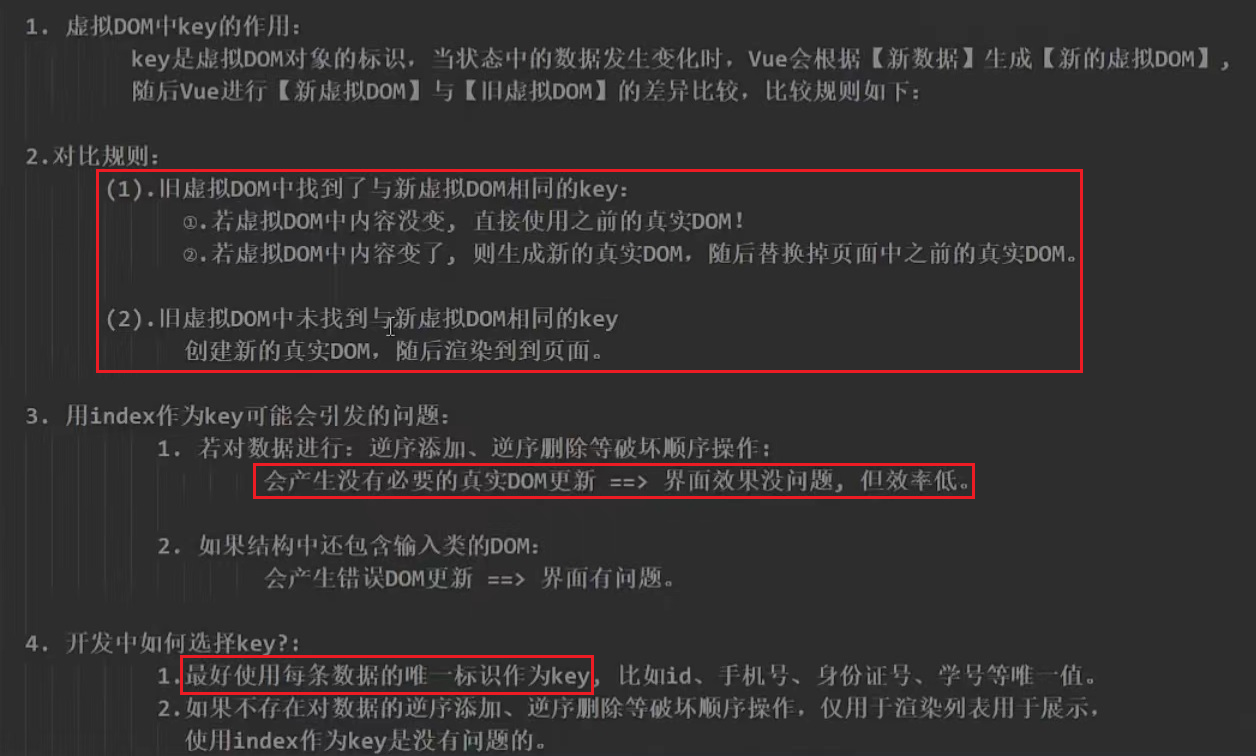 1. 虚拟DOM中key的作用:
key是虚拟DOM对象的标识，当状态中的数据发生变化时，Vue会根据【新数据】生成【新的虚拟DOM】,
随后Vue进行【新虚拟DOM】与【旧虚拟DOM】的差异比较，比较规则如下:
2.对比规则:
(1).旧虚拟DOM中找到了与新虚拟DOM相同的key:
①.若虚拟DOM中内容没变, 直接使用之前的真实DOM!
②.若虚拟DOM中内容变了, 则生成新的真实DOM，随后替换掉页面中之前的真实DOM。
(2).旧虚拟DOM中未找到与新虚拟DOM相同的key
创建新的真实DOM，随后渲染到到页面。
3. 用index作为key可能会引发的问题:
1. 若对数据进行: 逆序添加、逆序删除等破坏顺序操作:
会产生没有必要的真实DOM更新 ==> 界面效果没问题, 但效率低。
2. 如果结构中还包含输入类的DOM:
会产生错误DOM更新 ==> 界面有问题。
4. 开发中如何选择key?:
1.最好使用每条数据的唯一标识作为key, 比如id、手机号、身份证号、学号等唯一值。
2.如果不存在对数据的逆序添加、逆序删除等破坏顺序操作，仅用于渲染列表用于展示,
使用index作为key是没有问题的。